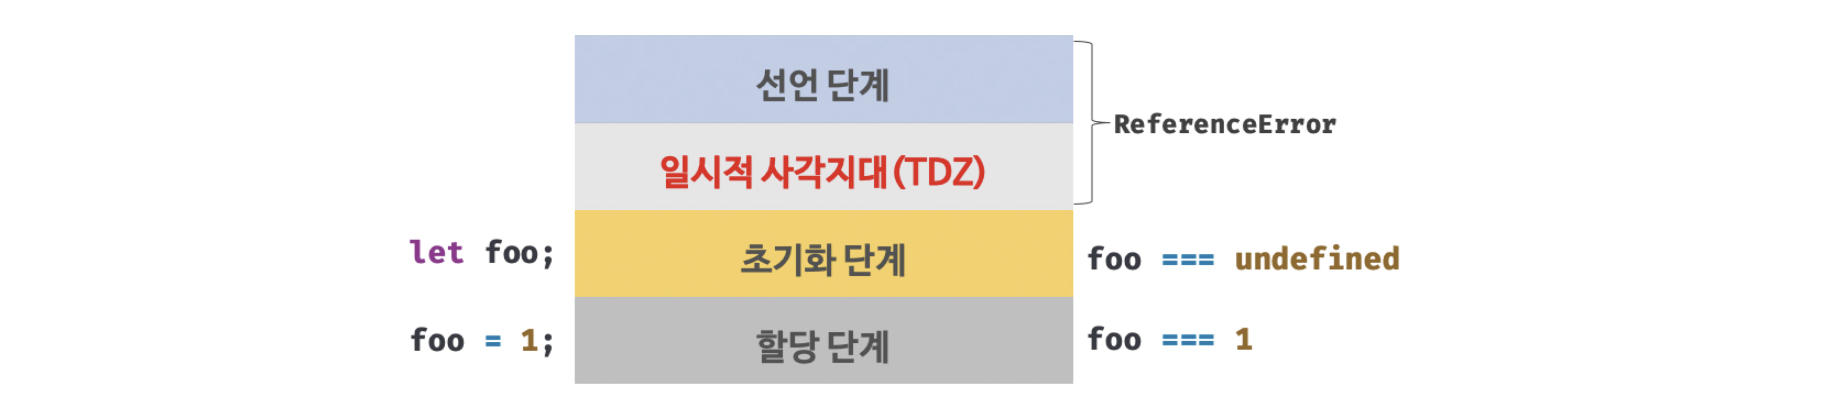 선언 단계
ReferenceError
일시적 사각지대(TDZ)
let foo;
초기화 단계
foo === undefined
foo = 1;
할당 단계
foo === 1